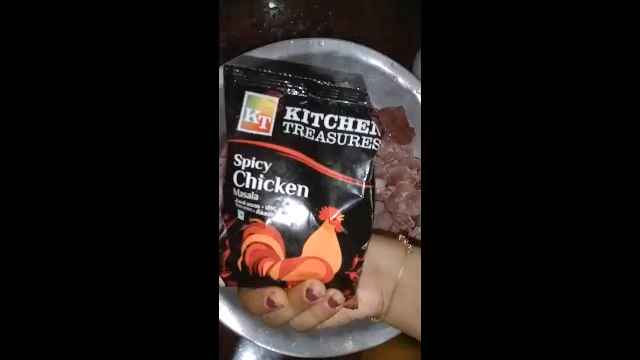 KT
KITCHEN
TREASURES
Spicy
Chicken
Masala